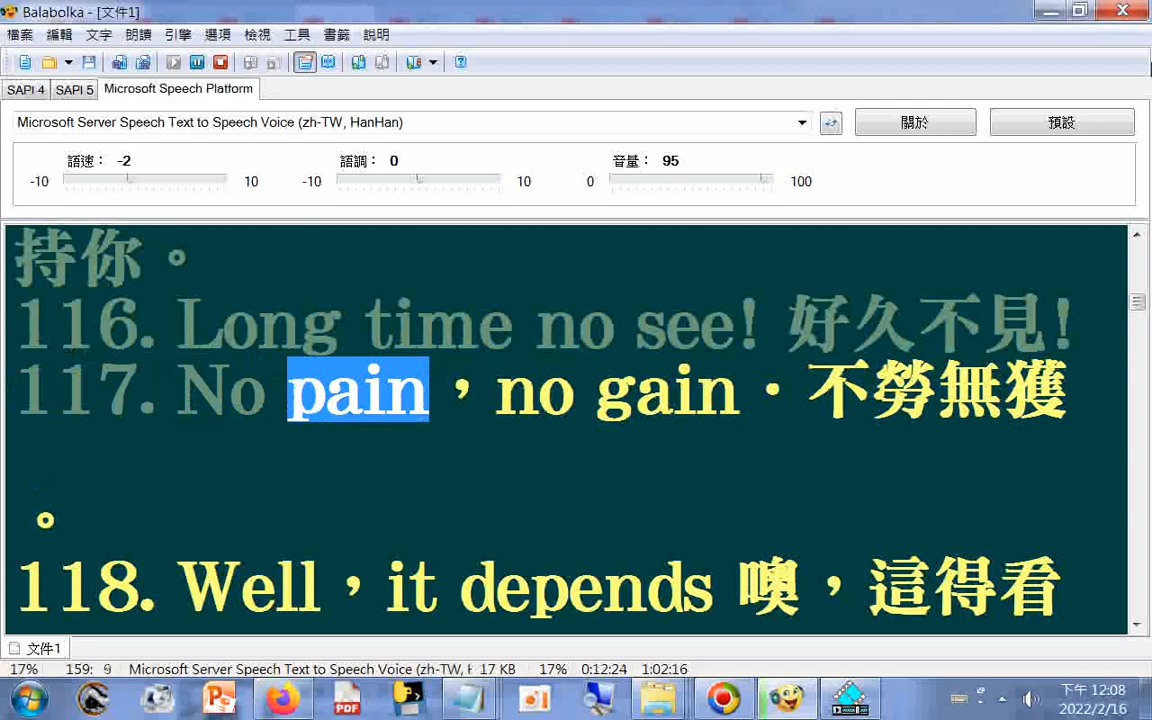 Balabolka - [文件1]
檔案 編輯 文字 朗讀 引擎 選項 檢視 工具 書籤 說明
SAPI 4 SAPI 5 Microsoft Speech Platform
Microsoft Server Speech Text to Speech Voice (zh-TW, HanHan) 關於 預設
語速： -2 語調： 0 音量： 95
-10 10 -10 10 0 100
持你。
116. Long time no see! 好久不見!
117. No pain，no gain．不勞無獲
。
118. Well，it depends 噢，這得看
文件1
17% 159: 9 Microsoft Server Speech Text to Speech Voice (zh-TW, H 17 KB 17% 0:12:24 1:02:16
下午 12:08
2022/2/16